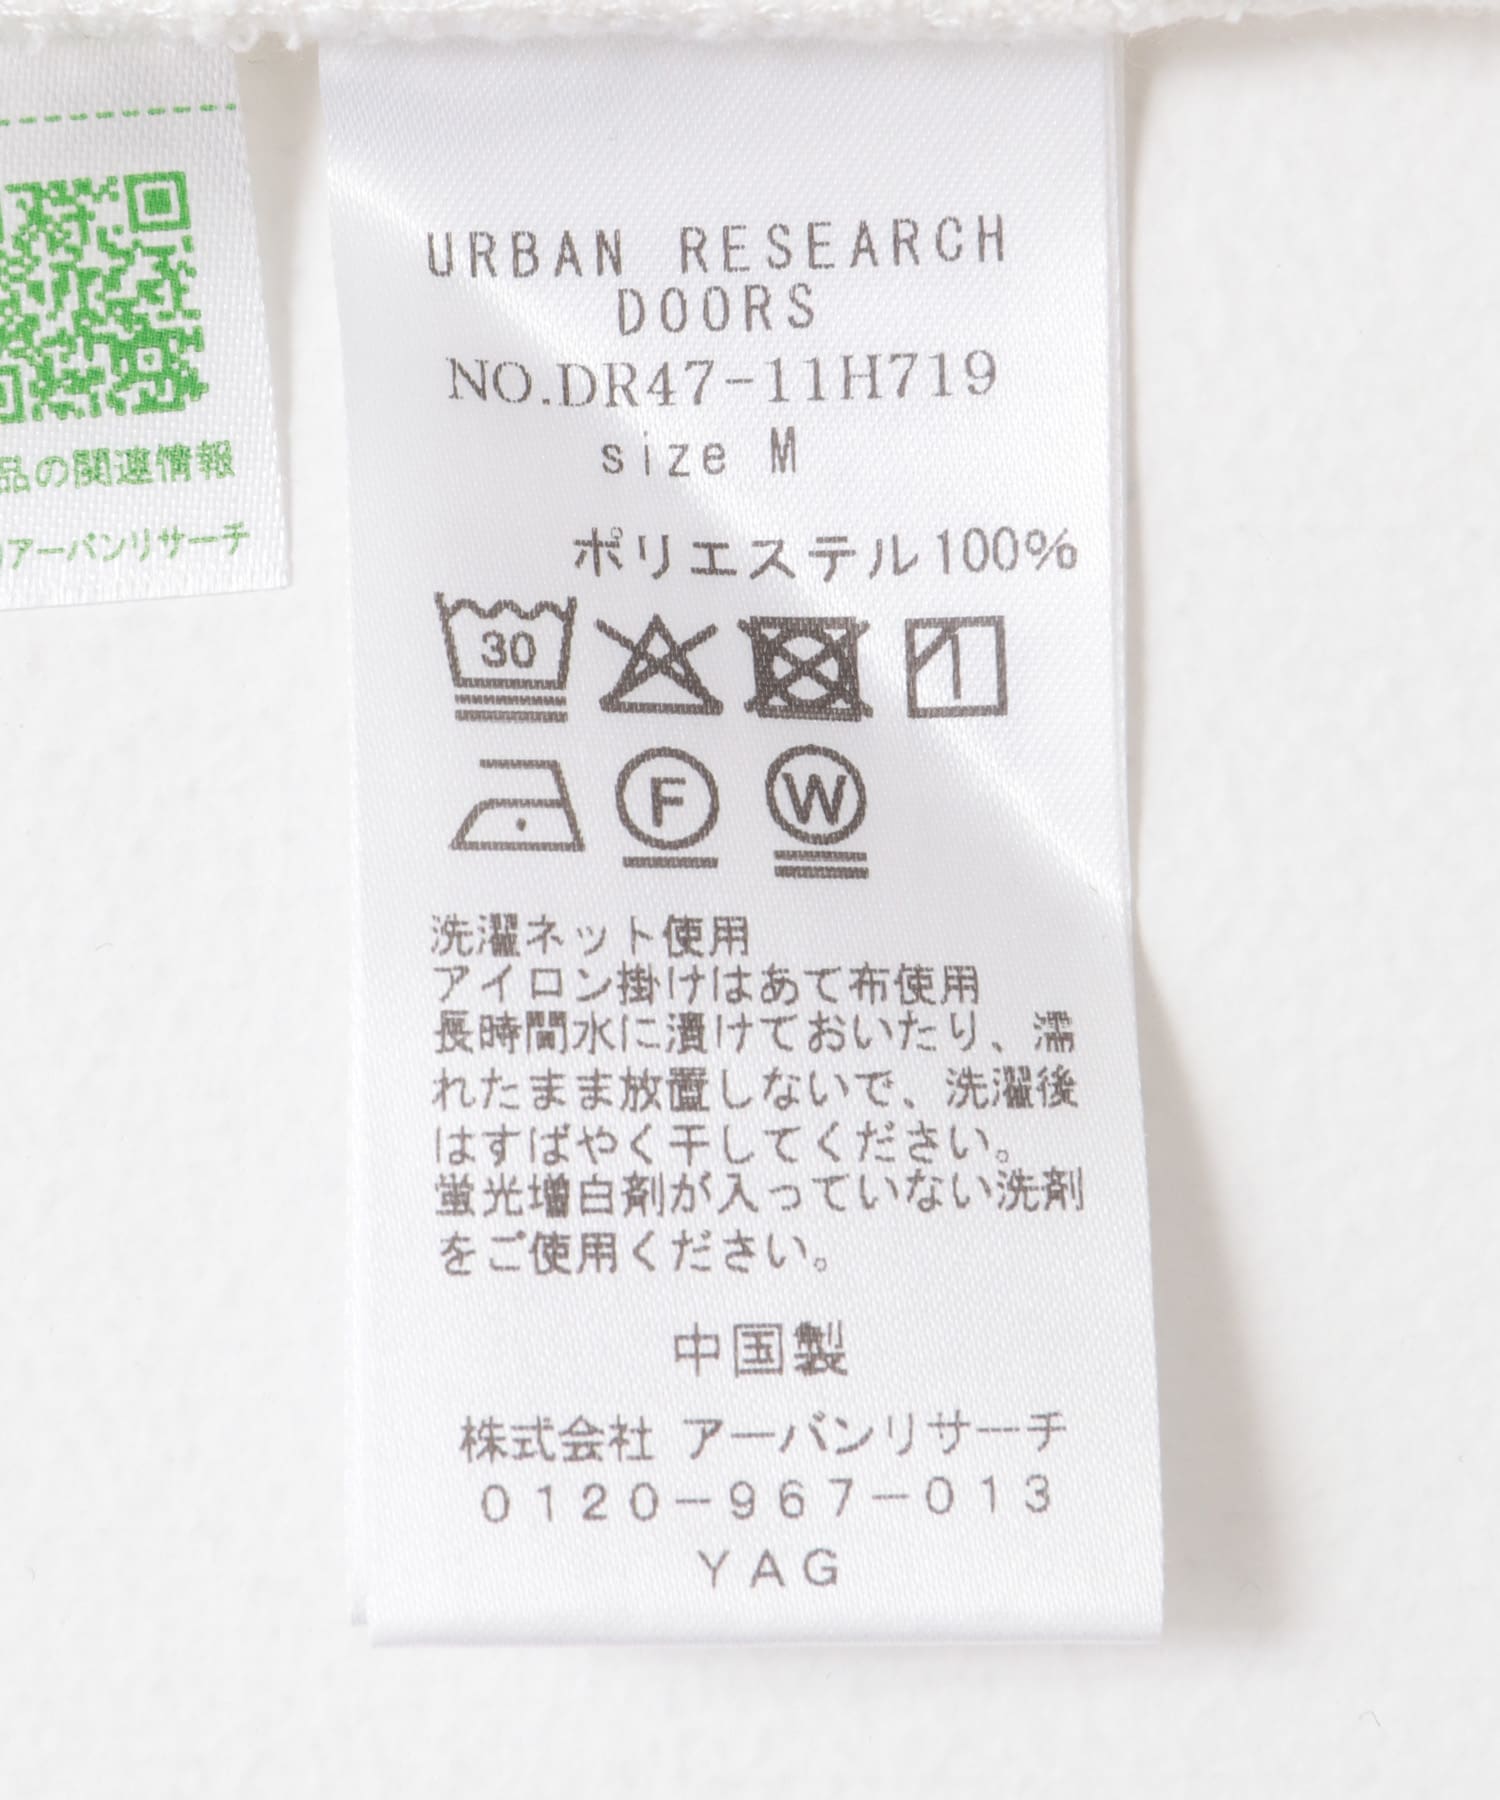 URBAN RESEARCH
DOORS
NO.DR47-11H719
size M
ポリエステル100%
30
1
F
W
洗濯ネット使用
アイロン掛けはあて布使用
長時間水に漬けておいたり、濡
れたまま放置しないで、洗濯後
はすばやく干してください。
蛍光増白剤が入っていない洗剤
をご使用ください。
中国製
株式会社 アーバンリサーチ
0120-967-013
YAG
品の関連情報
アーバンリサーチ